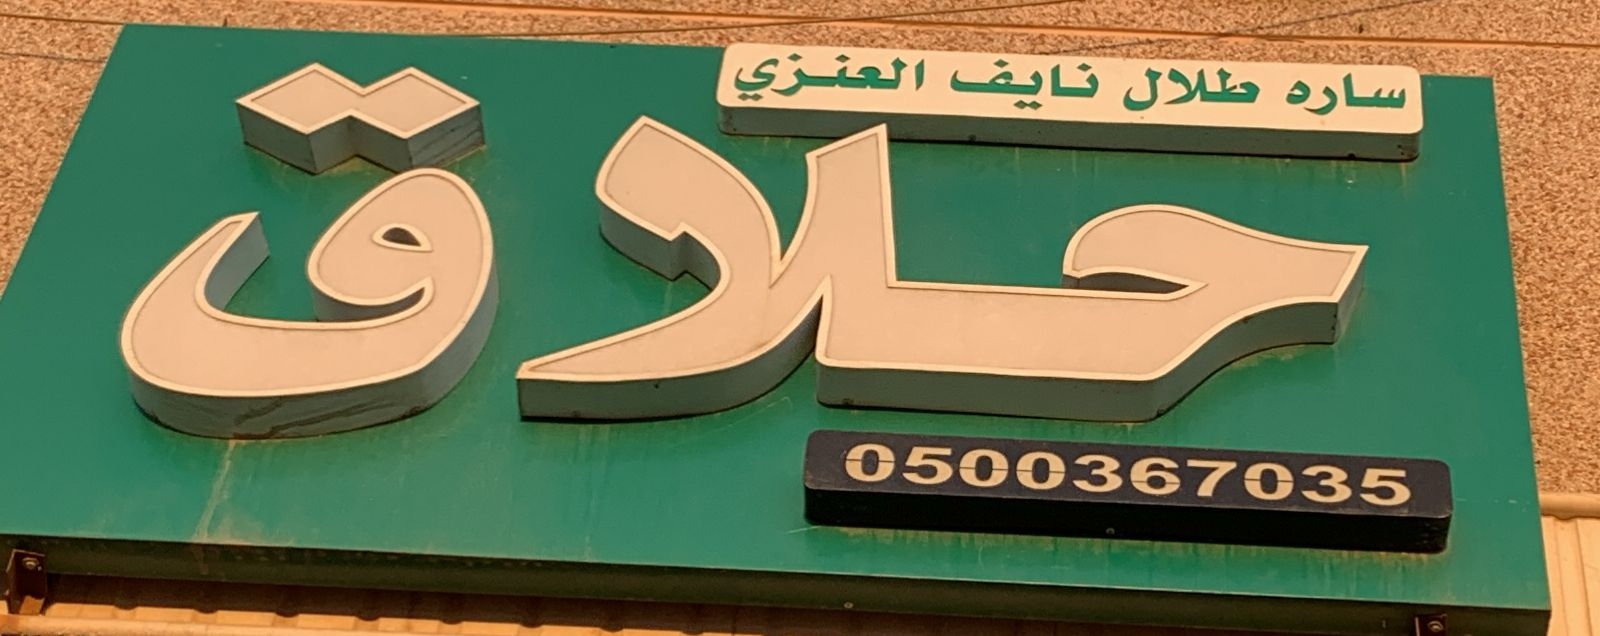 ساره طلال نايف العنزي
حلاق
0500367035